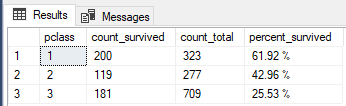 Results Messages
pclass count_survived count_total percent_survived
1 1 200 323 61.92 %
2 2 119 277 42.96 %
3 3 181 709 25.53 %